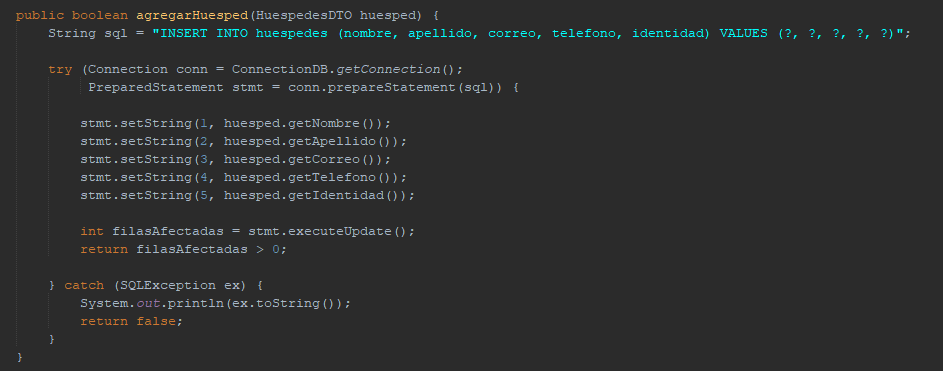 public boolean agregarHuesped(HuespedesDTO huesped) {
String sql = "INSERT INTO huespedes (nombre, apellido, correo, telefono, identidad) VALUES (?, ?, ?, ?, ?)";
try (Connection conn = ConnectionDB.getConnection();
PreparedStatement stmt = conn.prepareStatement(sql)) {
stmt.setString(1, huesped.getNombre());
stmt.setString(2, huesped.getApellido());
stmt.setString(3, huesped.getCorreo());
stmt.setString(4, huesped.getTelefono());
stmt.setString(5, huesped.getIdentidad());
int filasAfectadas = stmt.executeUpdate();
return filasAfectadas > 0;
} catch (SQLException ex) {
System.out.println(ex.toString());
return false;
}
}